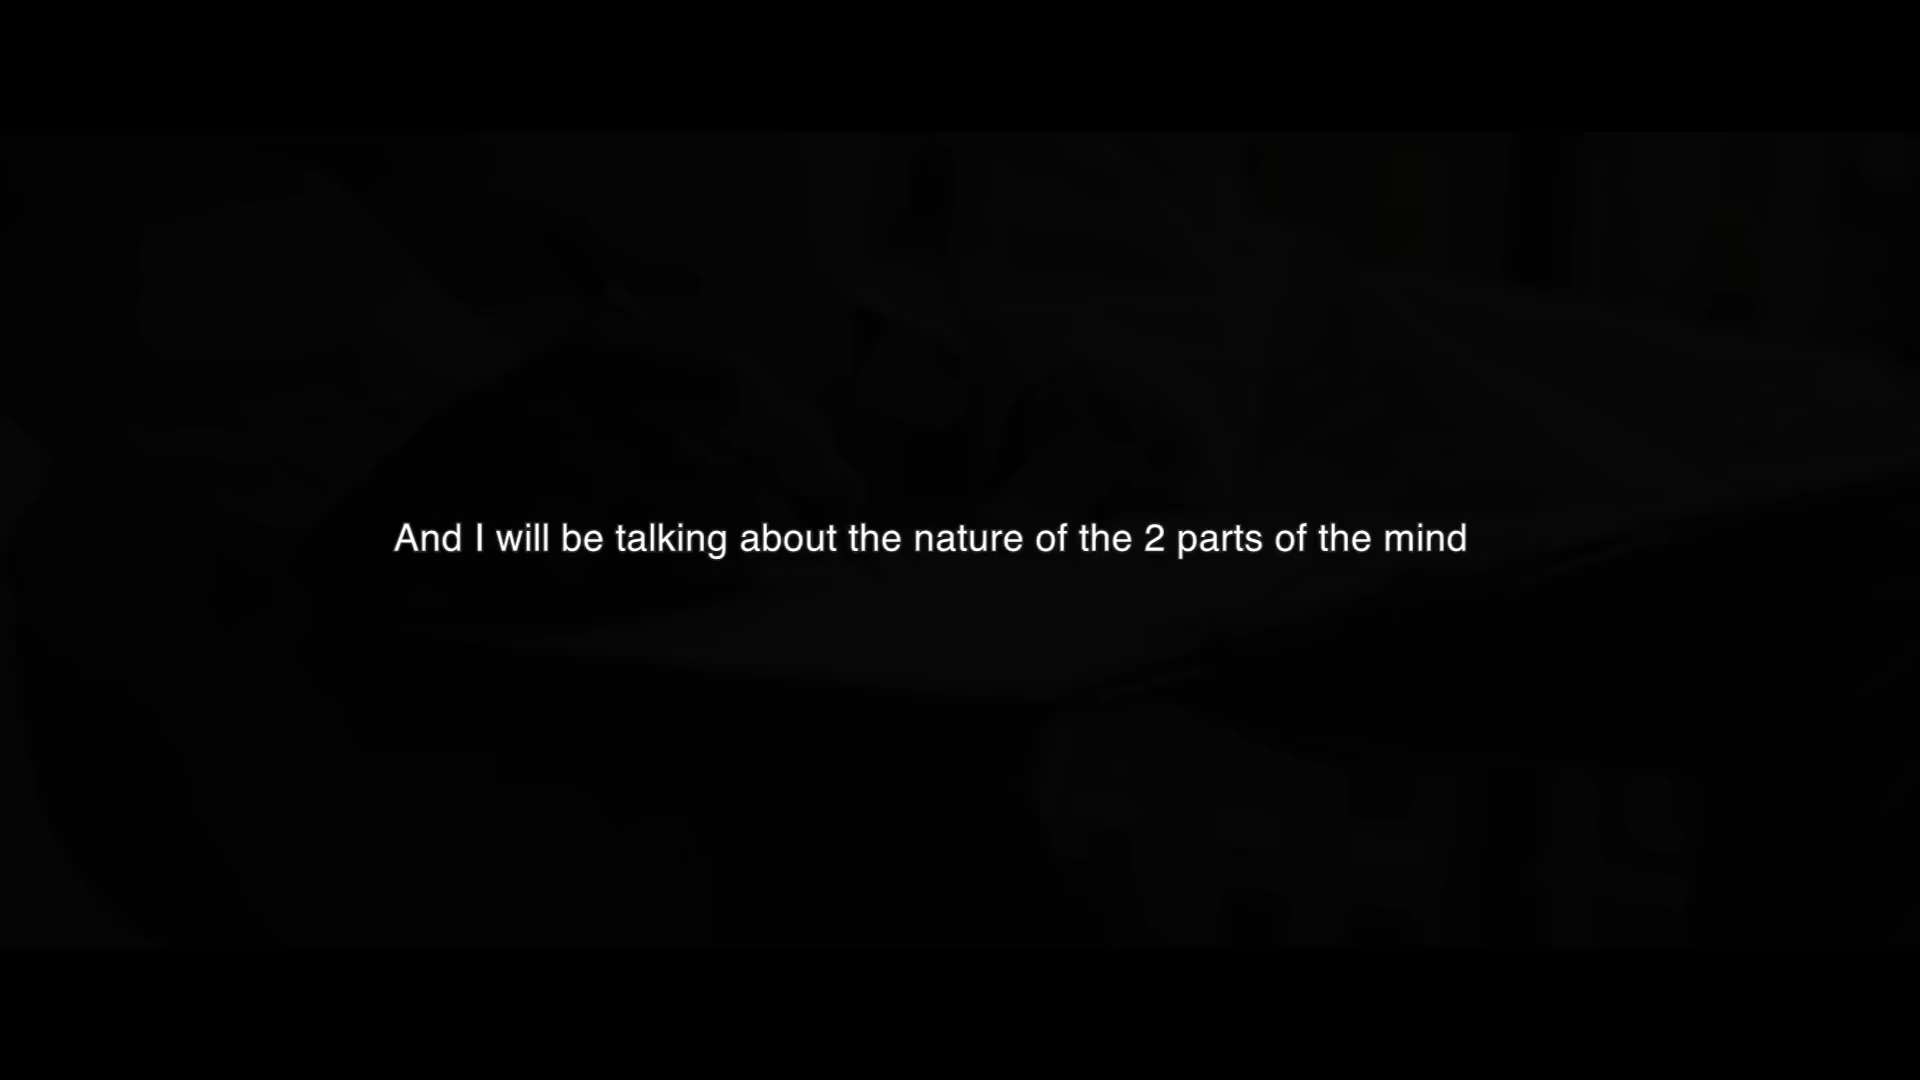 And I will be talking about the nature of the 2 parts of the mind